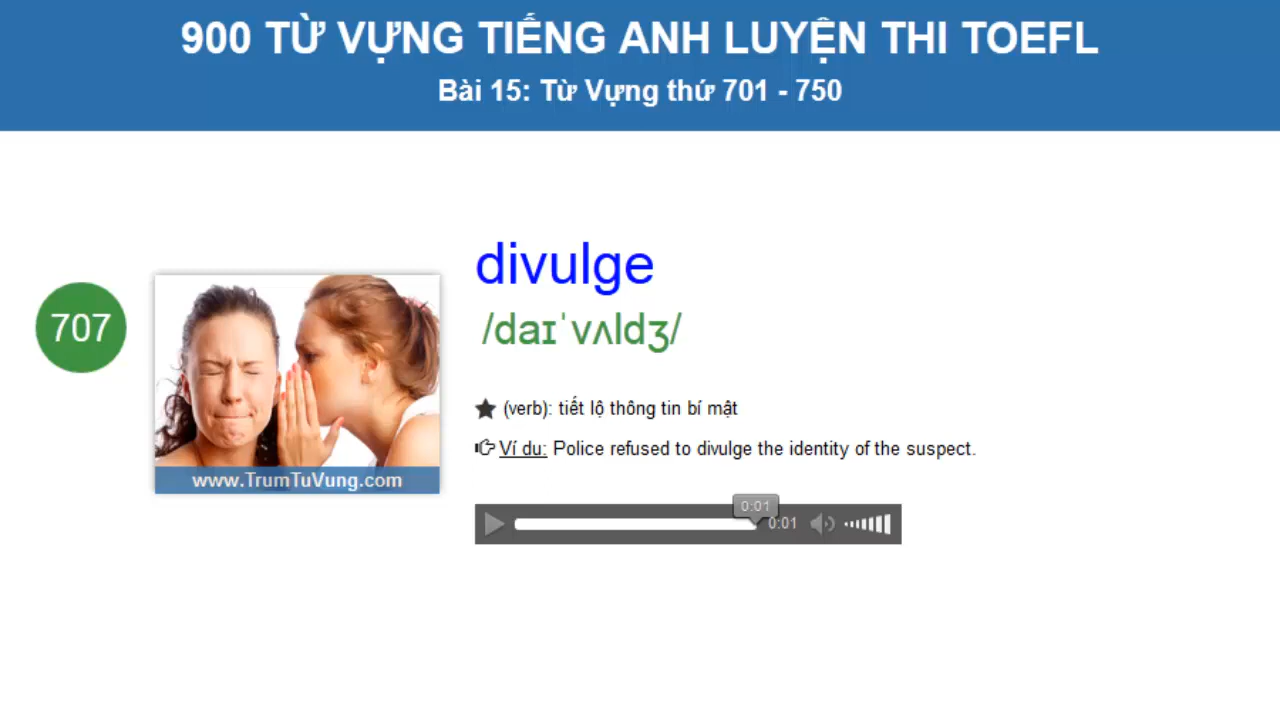 900 TỪ VỰNG TIẾNG ANH LUYỆN THI TOEFL
Bài 15: Từ Vựng thứ 701 - 750
707
www.TrumTuVung.com
divulge
/daɪˈvʌldʒ/
(verb): tiết lộ thông tin bí mật
Ví du: Police refused to divulge the identity of the suspect.
0:01
0:01